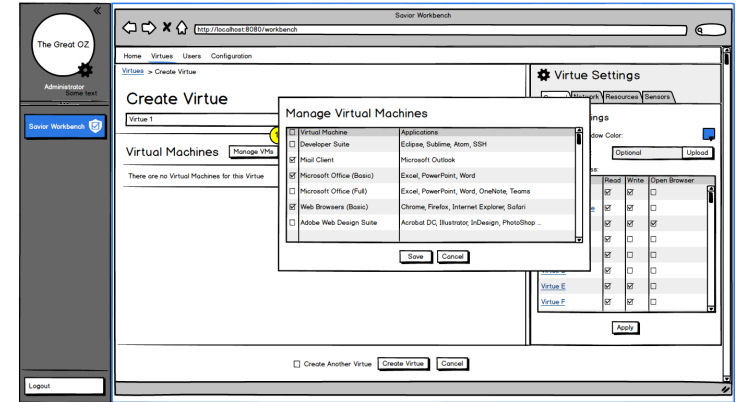 Savior Workbench
http://localhost:8080/workbench
The Great OZ
Administrator
Some text
Savior Workbench
Logout
Home Virtues Users Configuration
Virtues > Create Virtue
Create Virtue
Virtue 1
Virtual Machines Manage VMs
There are no Virtual Machines for this Virtue
Manage Virtual Machines
Virtual Machine Applications
Developer Suite Eclipse, Sublime, Atom, SSH
Mail Client Microsoft Outlook
Microsoft Office (Basic) Excel, PowerPoint, Word
Microsoft Office (Full) Excel, PowerPoint, Word, OneNote, Teams
Web Browsers (Basic) Chrome, Firefox, Internet Explorer, Safari
Adobe Web Design Suite Acrobat DC, Illustrator, InDesign, PhotoShop ...
Save Cancel
Virtue Settings
Network Resources Sensors
Color:
Optional Upload
Read Write Open Browser
Virtue E
Virtue F
Apply
Create Another Virtue Create Virtue Cancel